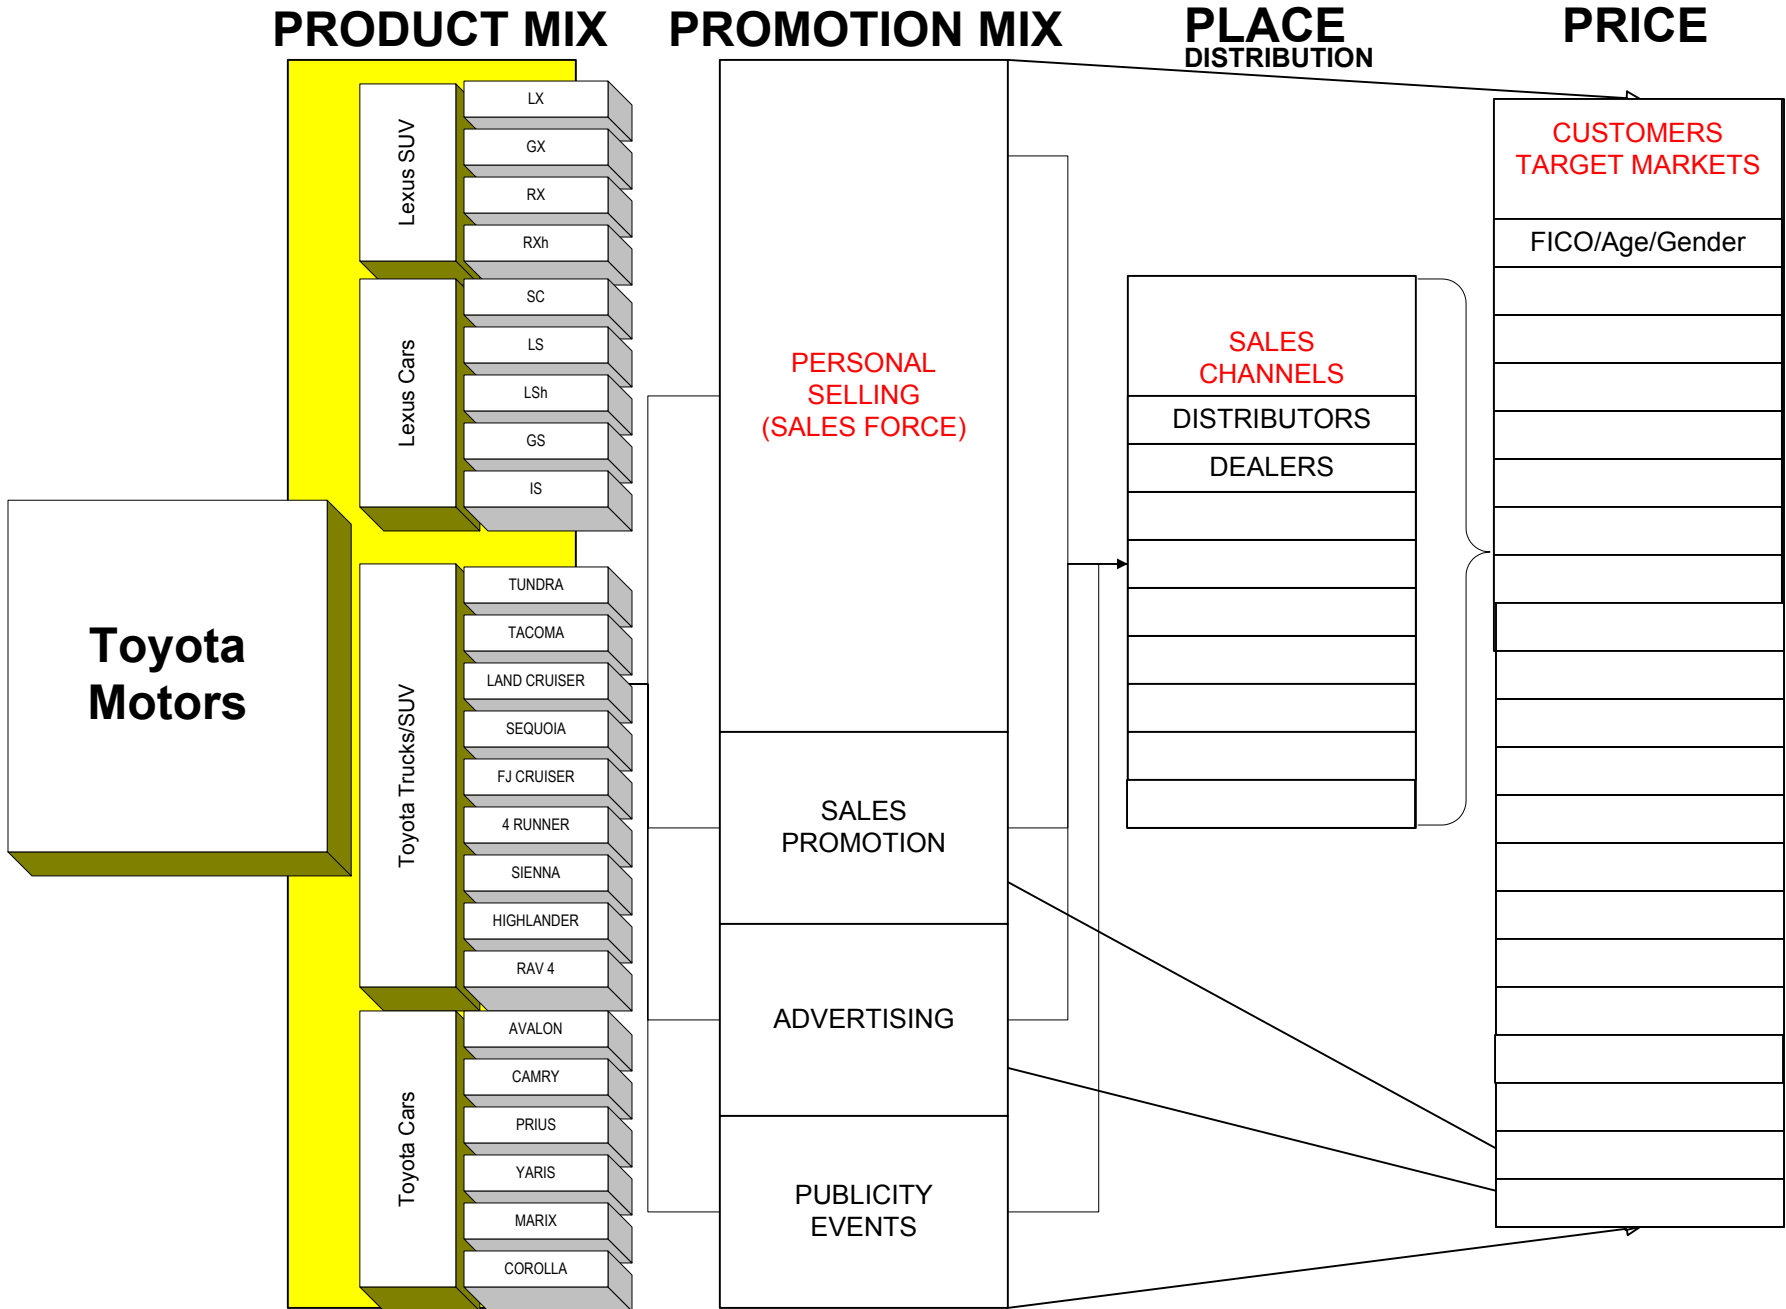 PRODUCT MIX
PROMOTION MIX
PLACE
DISTRIBUTION
PRICE
Toyota
Motors
Lexus SUV
LX
GX
RX
RXh
Lexus Cars
SC
LS
LSh
GS
IS
Toyota Trucks/SUV
TUNDRA
TACOMA
LAND CRUISER
SEQUOIA
FJ CRUISER
4 RUNNER
SIENNA
HIGHLANDER
RAV 4
Toyota Cars
AVALON
CAMRY
PRIUS
YARIS
MARIX
COROLLA
PERSONAL
SELLING
(SALES FORCE)
SALES
PROMOTION
ADVERTISING
PUBLICITY
EVENTS
SALES
CHANNELS
DISTRIBUTORS
DEALERS
CUSTOMERS
TARGET MARKETS
FICO/Age/Gender